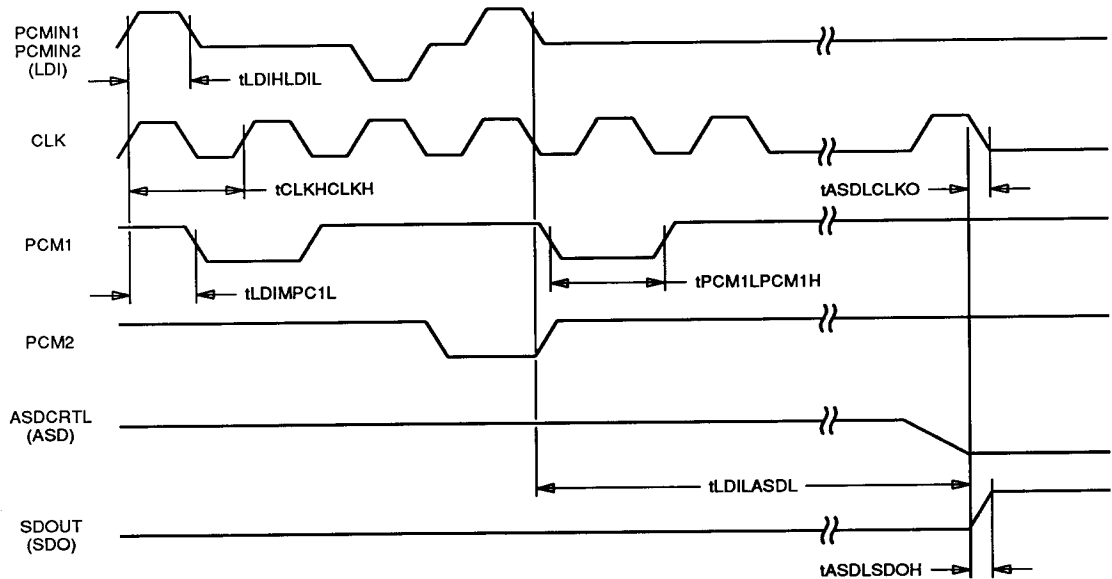 PCMIN1
PCMIN2
(LDI)
tLDIHLDIL
CLK
tCLKHCLKH
tASDLCLKO
PCM1
tPCM1LPCM1H
tLDIMPC1L
PCM2
ASDCRTL
(ASD)
tLDILASDL
SDOUT
(SDO)
tASDLSDOH